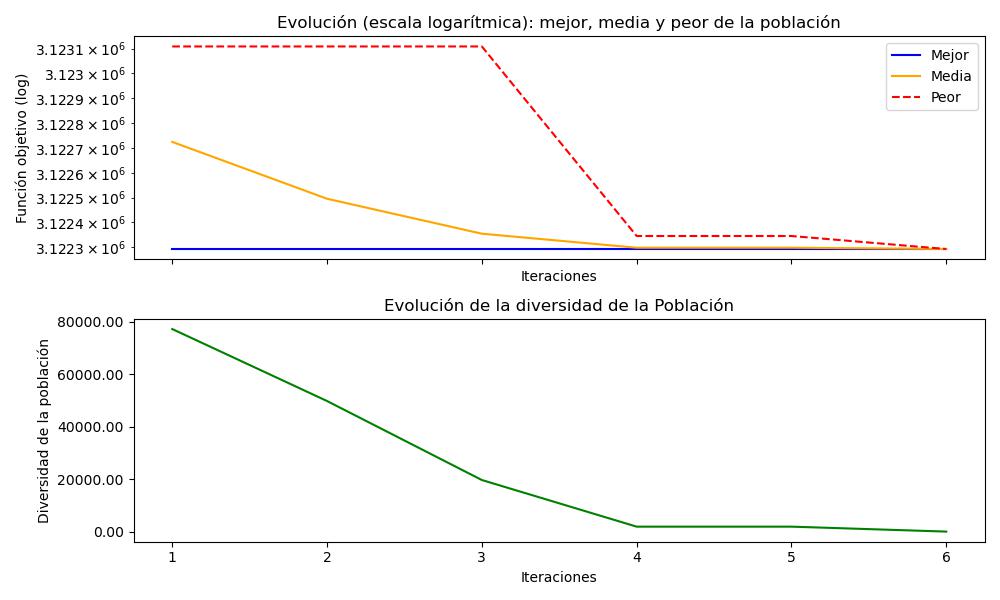 Evolución (escala logarítmica): mejor, media y peor de la población
Función objetivo (log)
3.1231 × 10⁶
3.123 × 10⁶
3.1229 × 10⁶
3.1228 × 10⁶
3.1227 × 10⁶
3.1226 × 10⁶
3.1225 × 10⁶
3.1224 × 10⁶
3.1223 × 10⁶
Mejor
Media
Peor
Iteraciones
Evolución de la diversidad de la Población
Diversidad de la población
80000.00
60000.00
40000.00
20000.00
0.00
1 2 3 4 5 6
Iteraciones